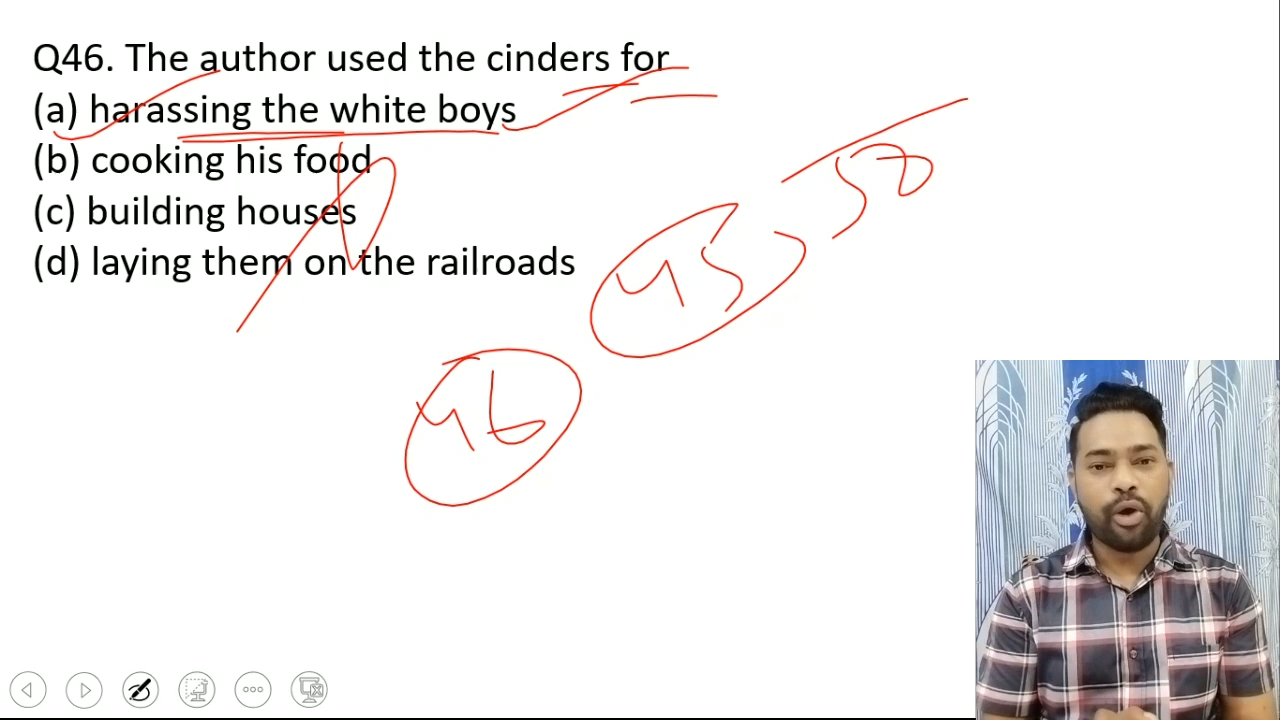 Q46. The author used the cinders for
(a) harassing the white boys
(b) cooking his food
(c) building houses
(d) laying them on the railroads
45, 50
46